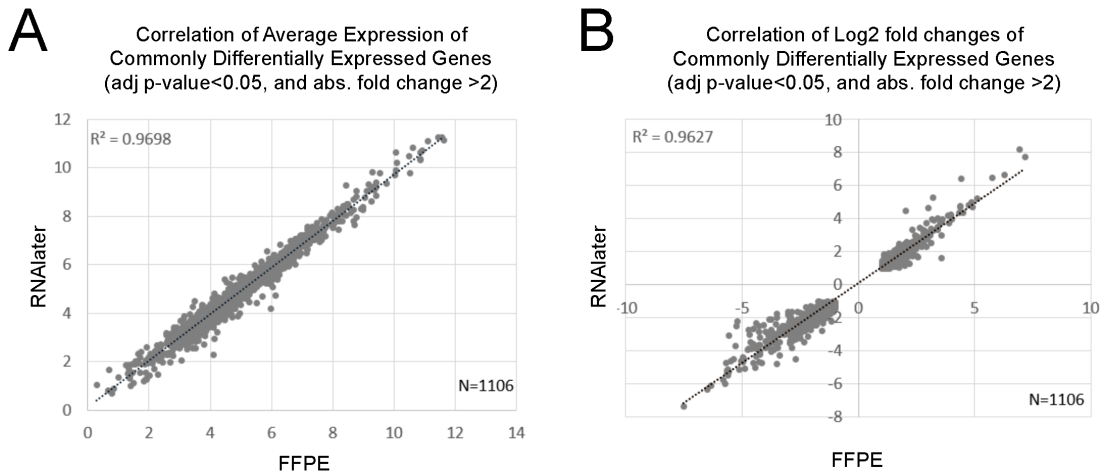 A
Correlation of Average Expression of
Commonly Differentially Expressed Genes
(adj p-value<0.05, and abs. fold change >2)
R² = 0.9698
12
10
8
6
4
2
0
RNAlater
N=1106
0 2 4 6 8 10 12 14
FFPE
B
Correlation of Log2 fold changes of
Commonly Differentially Expressed Genes
(adj p-value<0.05, and abs. fold change >2)
R² = 0.9627
10
8
6
4
2
0
-2
-4
-6
-8
RNAlater
-10 -5 0 5 10
N=1106
FFPE